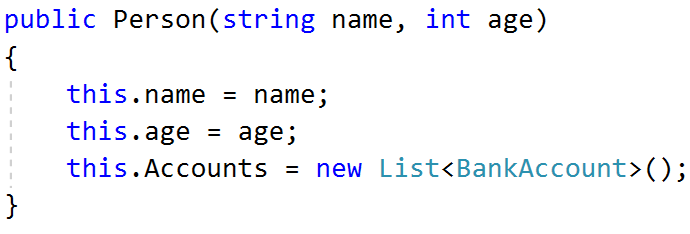 public Person(string name, int age)
{
this.name = name;
this.age = age;
this.Accounts = new List<BankAccount>();
}